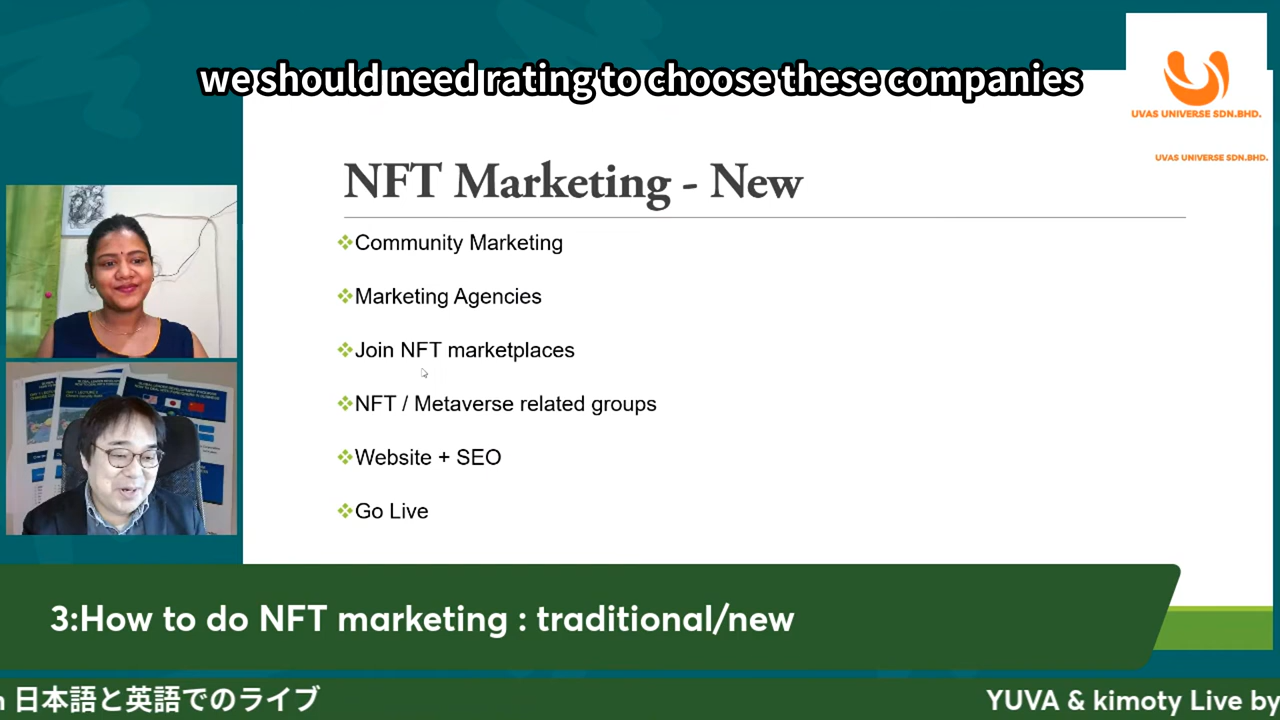 we should need rating to choose these companies
UVAS UNIVERSE SDN.BHD.
UVAS UNIVERSE SDN.BHD.
NFT Marketing - New
Community Marketing
Marketing Agencies
Join NFT marketplaces
NFT / Metaverse related groups
Website + SEO
Go Live
3:How to do NFT marketing : traditional/new
n 日本語と英語でのライブ
YUVA & kimoty Live by